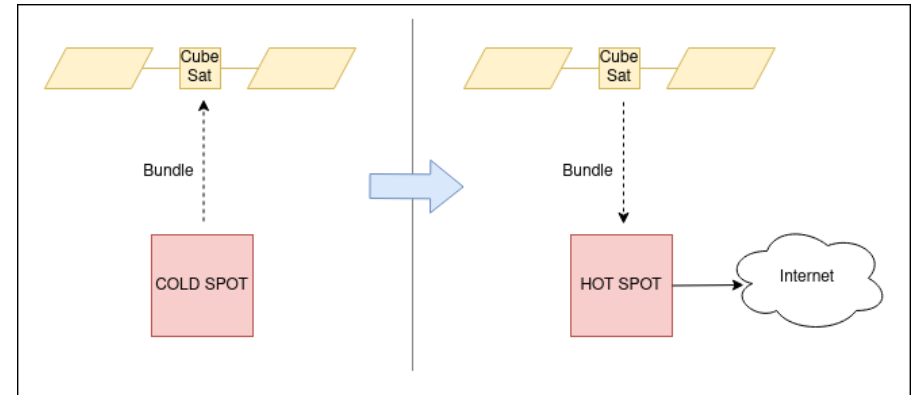 Cube
Sat
Bundle
COLD SPOT
Cube
Sat
Bundle
HOT SPOT
Internet